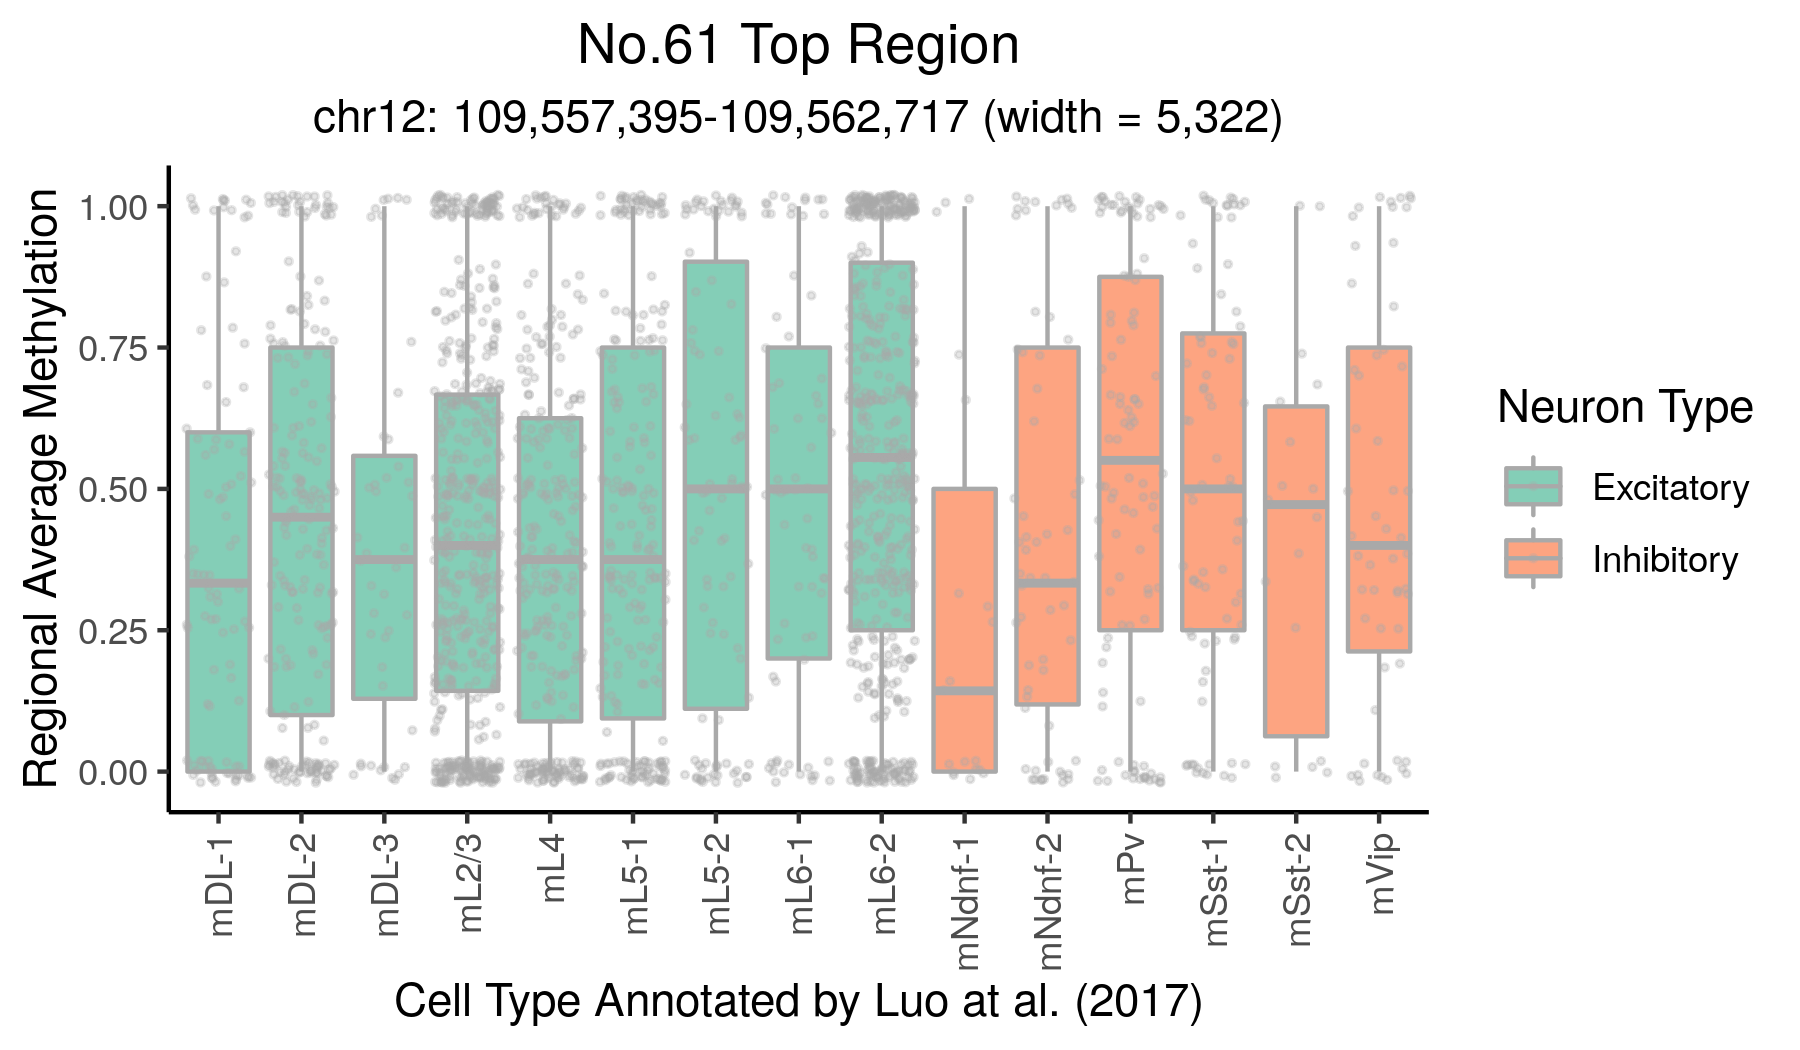 No.61 Top Region
chr12: 109,557,395-109,562,717 (width = 5,322)
Regional Average Methylation
1.00
0.75
0.50
0.25
0.00
mDL-1
mDL-2
mDL-3
mL2/3
mL4
mL5-1
mL5-2
mL6-1
mL6-2
mNdnf-1
mNdnf-2
mPv
mSst-1
mSst-2
mVip
Cell Type Annotated by Luo at al. (2017)
Neuron Type
Excitatory
Inhibitory